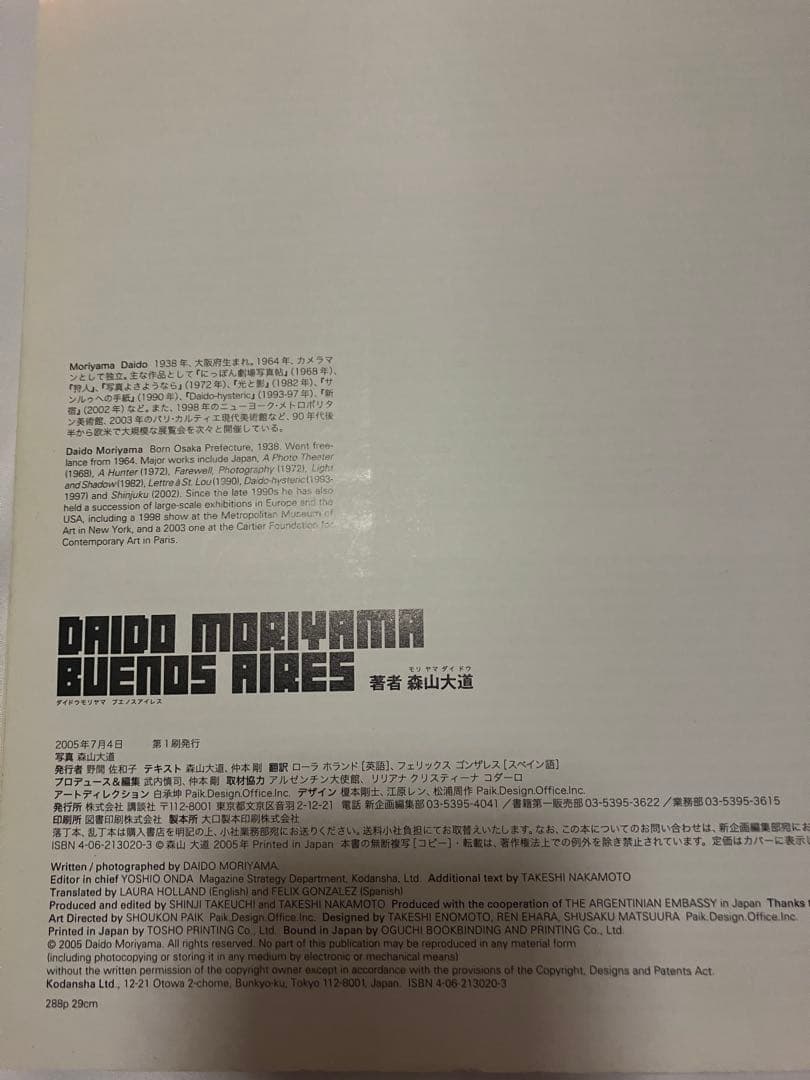 Moriyama Daido 1938年、大阪府生まれ。1964年、カメラマ
ンとして独立。主な作品として『にっぽん劇場写真帖』(1968年)、
『狩人』、『写真よさようなら』(1972年)、『光と影』(1982年)、『サ
ン・ルゥへの手紙』(1990年)、『Daido-hysteric』(1993-97年)、『新
宿』(2002年)など。また、1998年のニューヨーク・メトロポリタ
ン美術館、2003年のパリ・カルティエ現代美術館など、90年代後
半から欧米で大規模な展覧会を次々と開催している。
Daido Moriyama Born Osaka Prefecture, 1938. Went free-
lance from 1964. Major works include Japan, A Photo Theater
(1968), A Hunter (1972), Farewell, Photography (1972), Light
and Shadow (1982), Lettre à St. Lou (1990), Daido-hysteric (1993-
1997) and Shinjuku (2002). Since the late 1990s he has also
held a succession of large-scale exhibitions in Europe and the
USA, including a 1998 show at the Metropolitan Museum of
Art in New York, and a 2003 one at the Cartier Foundation for
Contemporary Art in Paris.
DAIDO MORIYAMA
BUENOS AIRES
モリ ヤマ ダイ ドウ
著者 森山大道
ダイドウモリヤマ ブエノスアイレス
2005年7月4日 第1刷発行
写真 森山大道
発行者 野間 佐和子 テキスト 森山大道、仲本 剛 翻訳 ローラ ホランド[英語]、フェリックス ゴンザレス[スペイン語]
プロデュース&編集 武内慎司、仲本 剛 取材協力 アルゼンチン大使館、リリアナ クリスティーナ コダーロ
アートディレクション 白承坤 Paik.Design.Office.Inc. デザイン 榎本剛士、江原レン、松浦周作 Paik.Design.Office.Inc.
発行所 株式会社 講談社 〒112-8001 東京都文京区音羽2-12-21 電話 新企画編集部 03-5395-4041/書籍第一販売部 03-5395-3622/業務部 03-5395-3615
印刷所 図書印刷株式会社 製本所 大口製本印刷株式会社
落丁本、乱丁本は購入書店を明記の上、小社業務部宛にお送りください。送料小社負担にてお取替えいたします。なお、この本についてのお問い合わせは、新企画編集部宛にお
ISBN 4-06-213020-3 © 森山 大道 2005年 Printed in Japan 本書の無断複写[コピー]・転載は、著作権法上での例外を除き禁止されています。定価はカバーに表示し
Written / photographed by DAIDO MORIYAMA,
Editor in chief YOSHIO ONDA Magazine Strategy Department, Kodansha, Ltd. Additional text by TAKESHI NAKAMOTO
Translated by LAURA HOLLAND (English) and FELIX GONZALEZ (Spanish)
Produced and edited by SHINJI TAKEUCHI and TAKESHI NAKAMOTO Produced with the cooperation of THE ARGENTINIAN EMBASSY in Japan Thanks t
Art Directed by SHOUKON PAIK Paik.Design.Office.Inc. Designed by TAKESHI ENOMOTO, REN EHARA, SHUSAKU MATSUURA Paik.Design.Office.Inc.
Printed in Japan by TOSHO PRINTING Co., Ltd. Bound in Japan by OGUCHI BOOKBINDING AND PRINTING Co., Ltd.
© 2005 Daido Moriyama. All rights reserved. No part of this publication may be reproduced in any material form
(including photocopying or storing it in any medium by electronic or mechanical means)
without the written permission of the copyright owner except in accordance with the provisions of the Copyright, Designs and Patents Act.
Kodansha Ltd., 12-21 Otowa 2-chome, Bunkyo-ku, Tokyo 112-8001, Japan. ISBN 4-06-213020-3
288p 29cm